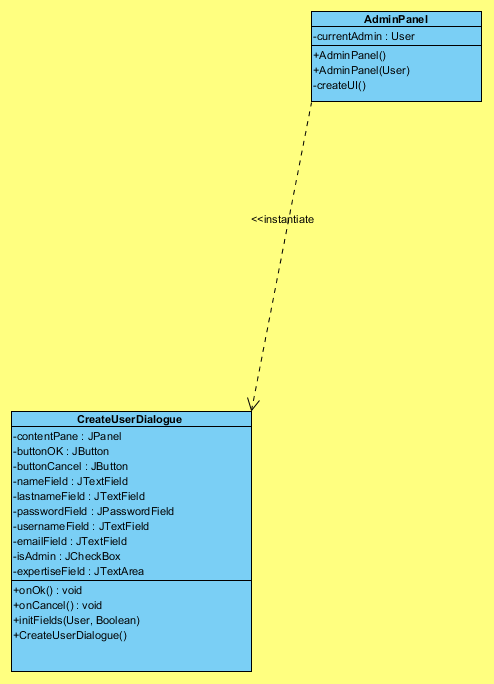 AdminPanel
-currentAdmin : User
+AdminPanel()
+AdminPanel(User)
-createUI()
<<instantiate
CreateUserDialogue
-contentPane : JPanel
-buttonOK : JButton
-buttonCancel : JButton
-nameField : JTextField
-lastnameField : JTextField
-passwordField : JPasswordField
-usernameField : JTextField
-emailField : JTextField
-isAdmin : JCheckBox
-expertiseField : JTextArea
+onOk() : void
+onCancel() : void
+initFields(User, Boolean)
+CreateUserDialogue()